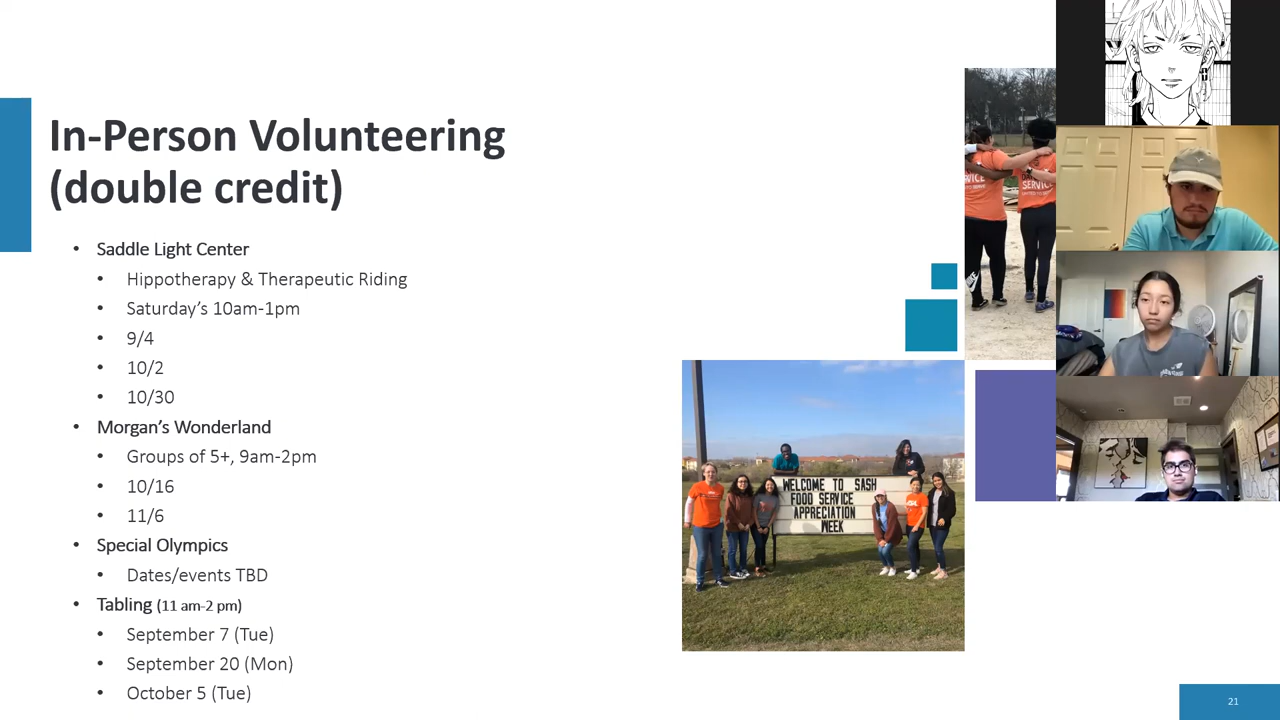 In-Person Volunteering
(double credit)
• Saddle Light Center
• Hippotherapy & Therapeutic Riding
• Saturday's 10am-1pm
• 9/4
• 10/2
• 10/30
• Morgan's Wonderland
• Groups of 5+, 9am-2pm
• 10/16
• 11/6
• Special Olympics
• Dates/events TBD
• Tabling (11 am-2 pm)
• September 7 (Tue)
• September 20 (Mon)
• October 5 (Tue)
SERVICE
WELCOME TO SASH
FOOD SERVICE
APPRECIATION
WEEK
21